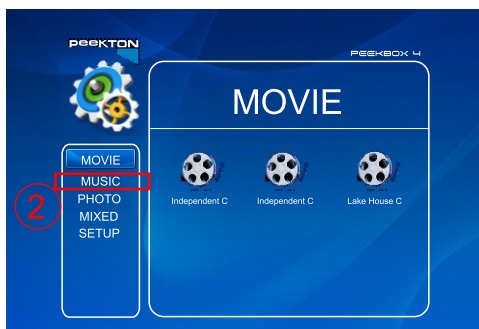 PEEKTON
PEEKBOX 4
MOVIE
MOVIE
MUSIC
PHOTO
MIXED
SETUP
2
Independent C
Independent C
Lake House C